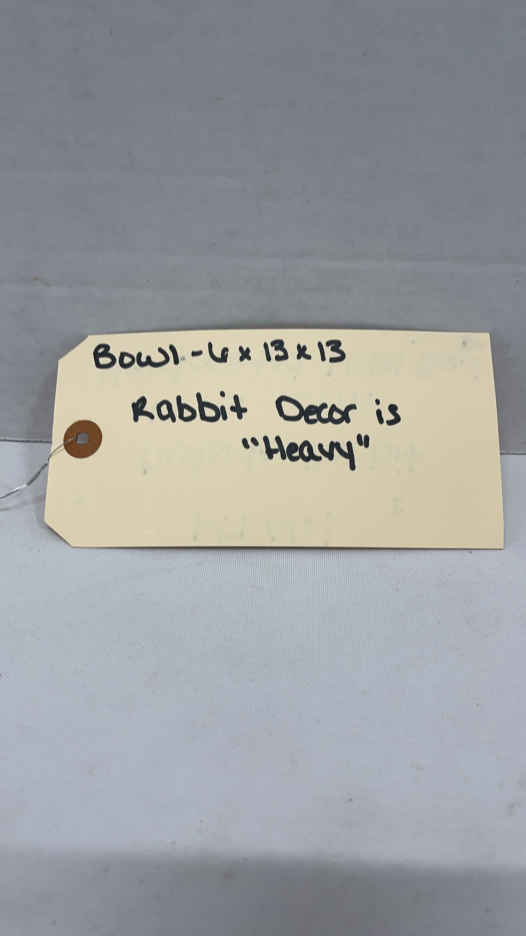 Bowl - 6 x 13 x 13
Rabbit Decor is
"Heavy"